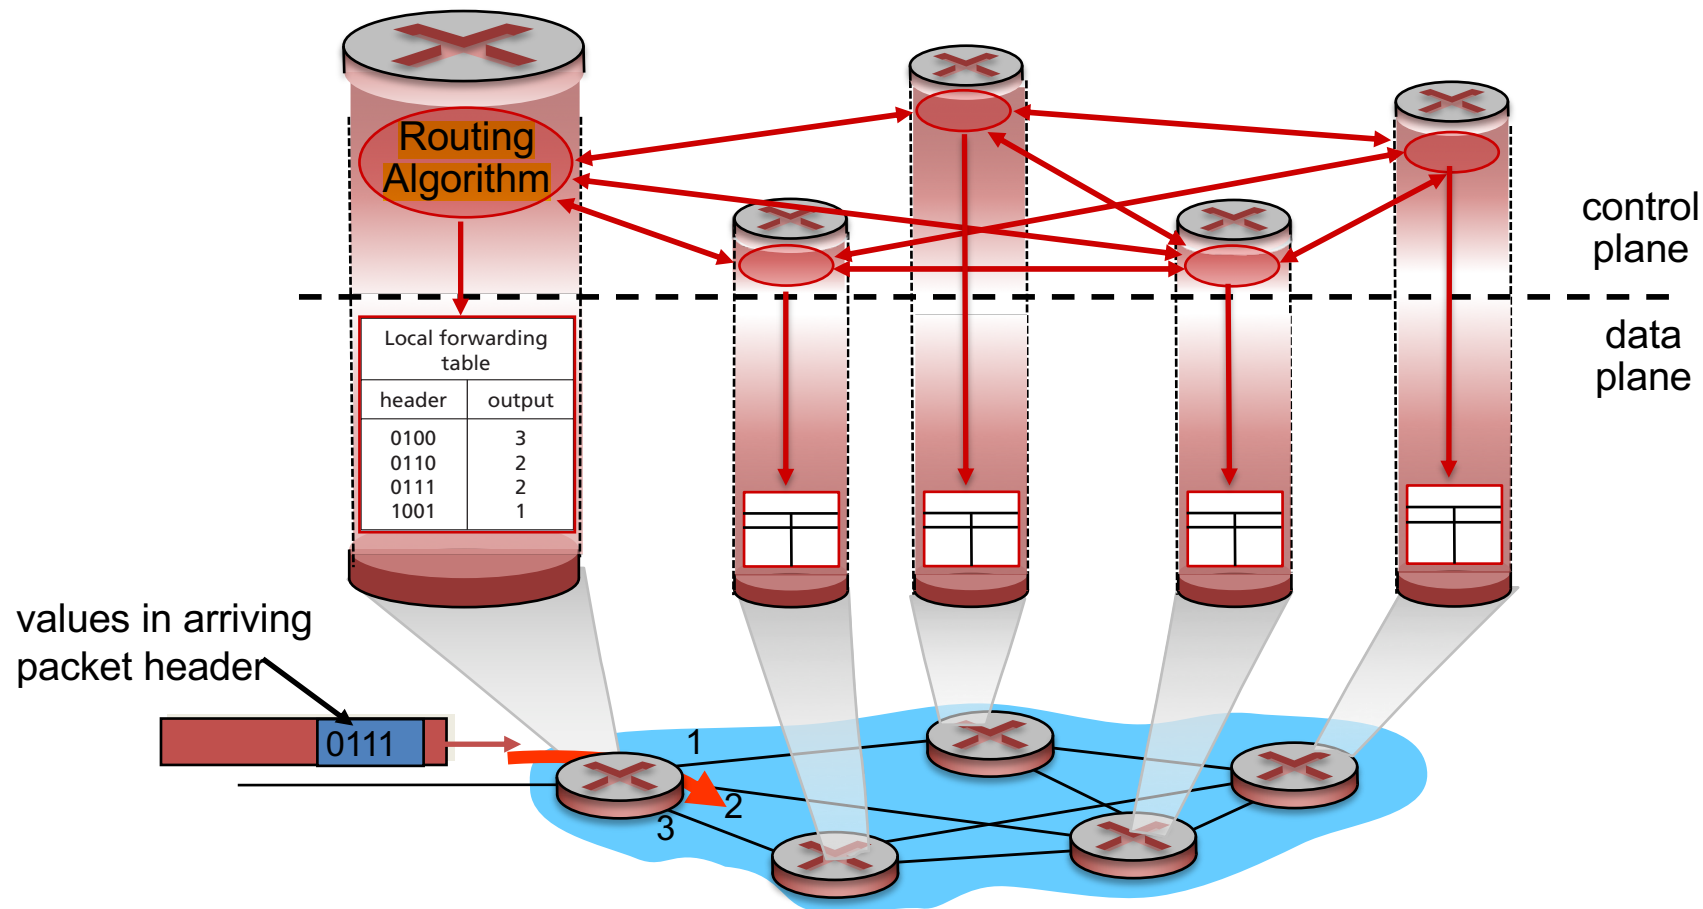 Routing
Algorithm
control
plane
data
plane
Local forwarding
table
header output
0100 3
0110 2
0111 2
1001 1
values in arriving
packet header
0111
1
2
3